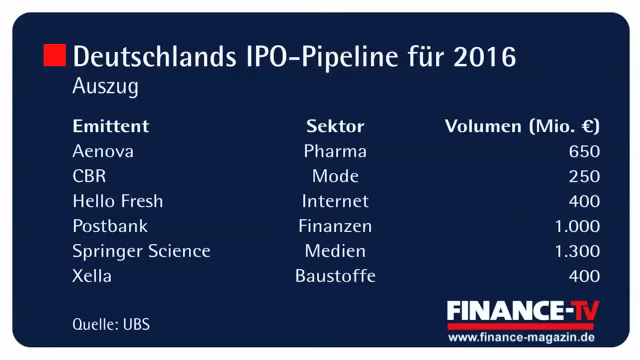 Deutschlands IPO-Pipeline für 2016
Auszug
Emittent Sektor Volumen (Mio. €)
Aenova Pharma 650
CBR Mode 250
Hello Fresh Internet 400
Postbank Finanzen 1.000
Springer Science Medien 1.300
Xella Baustoffe 400
FINANCE-TV
Quelle: UBS www.finance-magazin.de